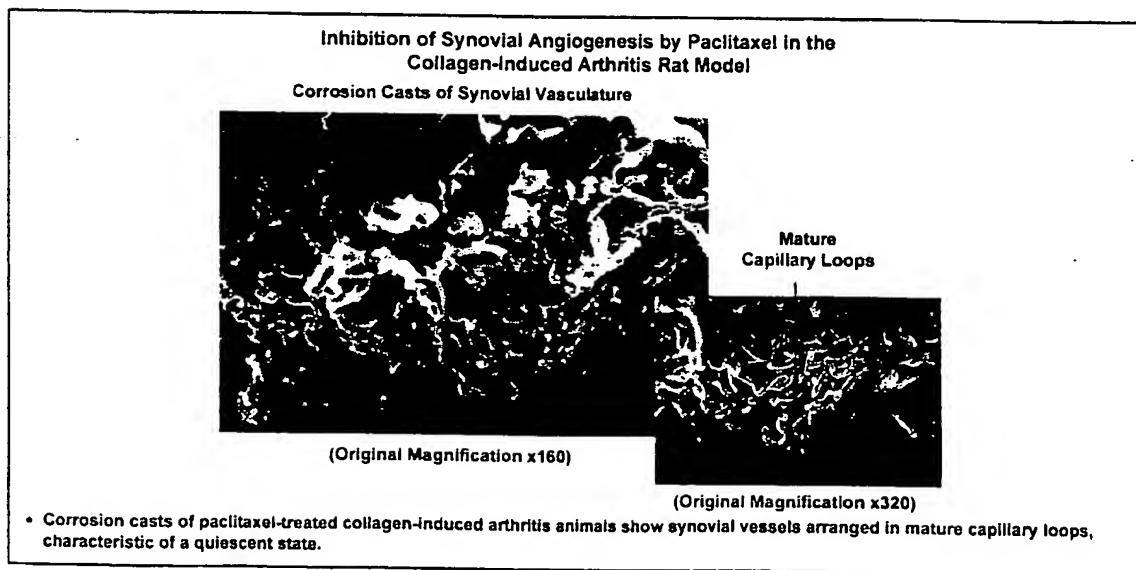 Inhibition of Synovial Angiogenesis by Paclitaxel in the
Collagen-Induced Arthritis Rat Model
Corrosion Casts of Synovial Vasculature
Mature
Capillary Loops
(Original Magnification x160)
(Original Magnification x320)
• Corrosion casts of paclitaxel-treated collagen-induced arthritis animals show synovial vessels arranged in mature capillary loops,
characteristic of a quiescent state.